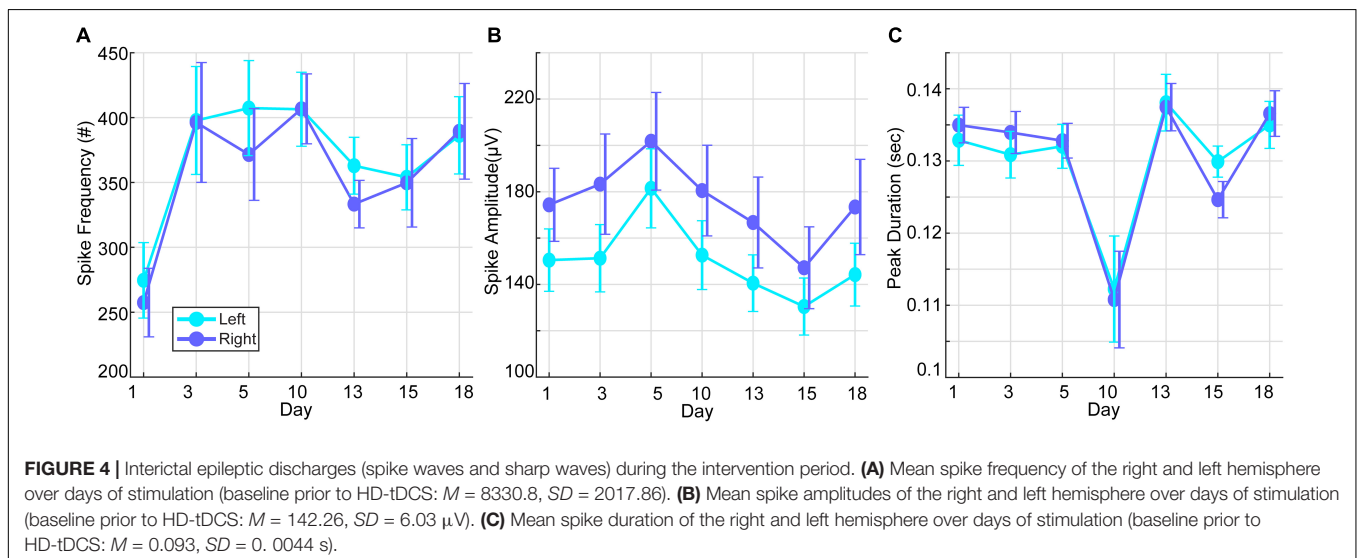 A
B
C
450
400
350
300
250
200
Spike Frequency (#)
Left
Right
1 3 5 10 13 15 18
Day
220
180
140
100
Spike Amplitude(µV)
1 3 5 10 13 15 18
Day
0.14
0.13
0.12
0.11
0.1
Peak Duration (sec)
1 3 5 10 13 15 18
Day
FIGURE 4 | Interictal epileptic discharges (spike waves and sharp waves) during the intervention period. (A) Mean spike frequency of the right and left hemisphere
over days of stimulation (baseline prior to HD-tDCS: M = 8330.8, SD = 2017.86). (B) Mean spike amplitudes of the right and left hemisphere over days of stimulation
(baseline prior to HD-tDCS: M = 142.26, SD = 6.03 µV). (C) Mean spike duration of the right and left hemisphere over days of stimulation (baseline prior to
HD-tDCS: M = 0.093, SD = 0. 0044 s).